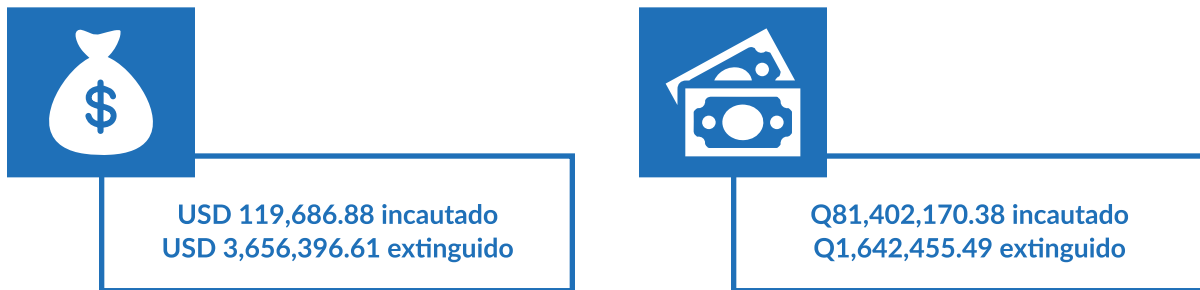 USD 119,686.88 incautado
USD 3,656,396.61 extinguido
Q81,402,170.38 incautado
Q1,642,455.49 extinguido